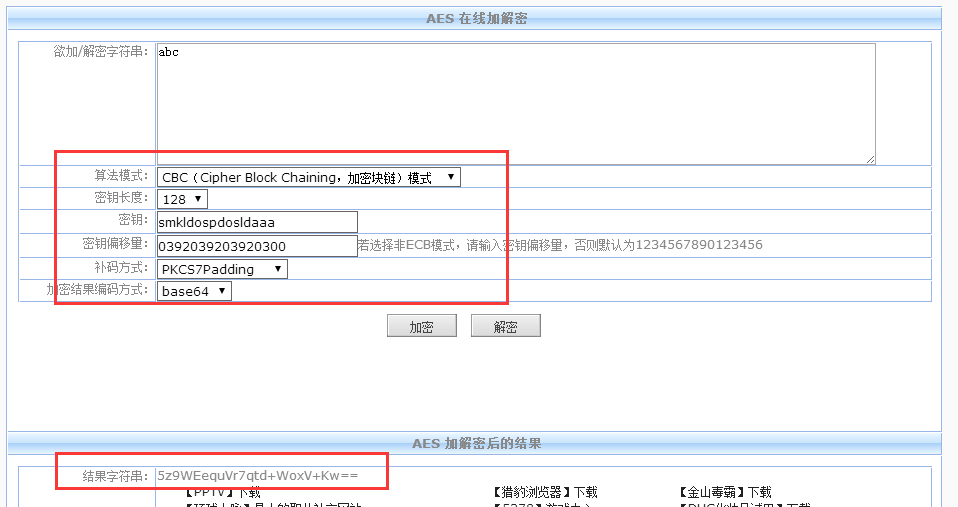 AES 在线加解密
欲加/解密字符串: abc
算法模式: CBC（Cipher Block Chaining，加密块链）模式
密钥长度: 128
密钥: smkldospdosldaaa
密钥偏移量: 0392039203920300 若选择非ECB模式，请输入密钥偏移量，否则默认为1234567890123456
补码方式: PKCS7Padding
加密结果编码方式: base64
加密 解密
AES 加解密后的结果
结果字符串: 5z9WEequVr7qtd+WoxV+Kw==
【PPTV】下载 【猎豹浏览器】下载 【金山毒霸】下载